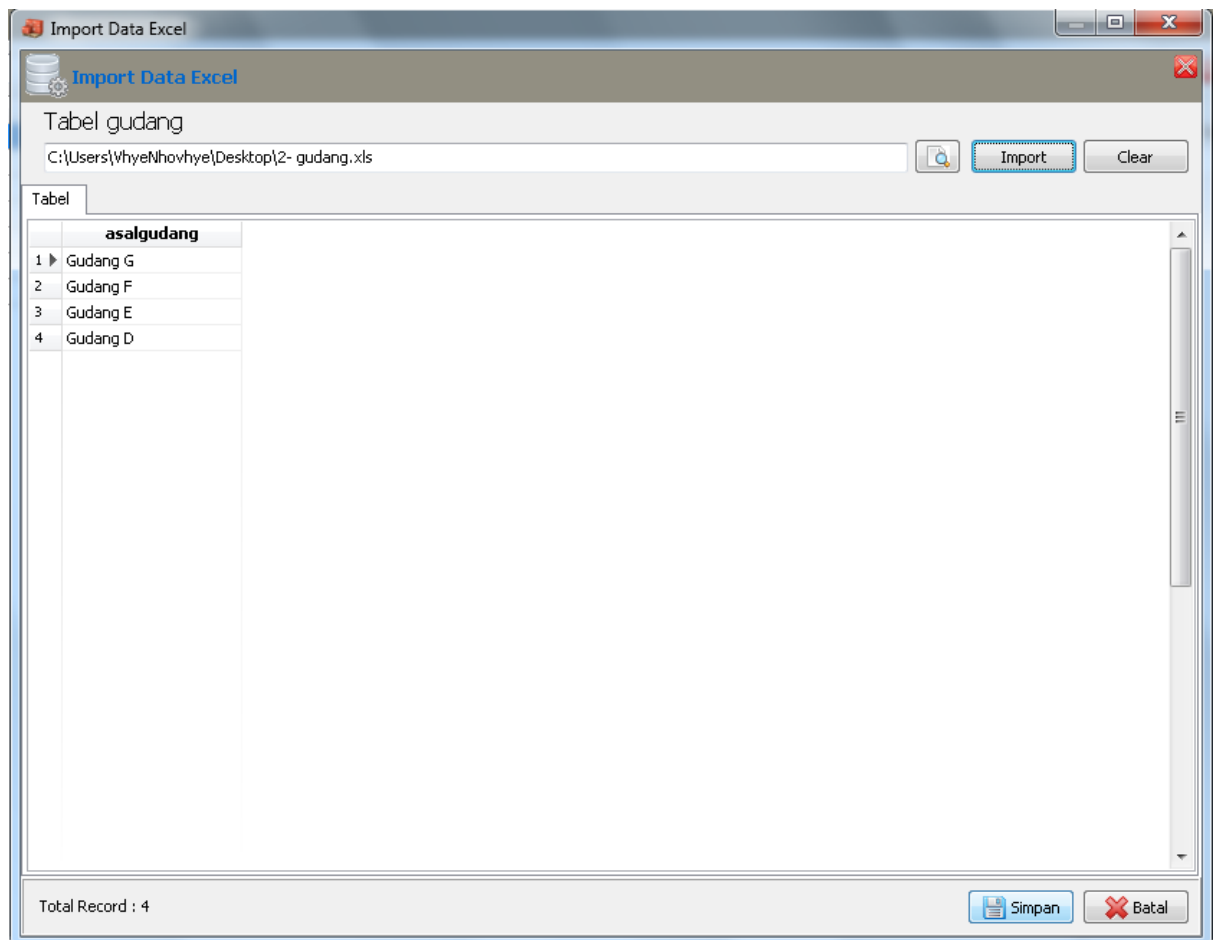 Import Data Excel
Import Data Excel
Tabel gudang
C:\Users\VhyeNhovhye\Desktop\2- gudang.xls Import Clear
Tabel
asalgudang
1 Gudang G
2 Gudang F
3 Gudang E
4 Gudang D
Total Record : 4 Simpan Batal